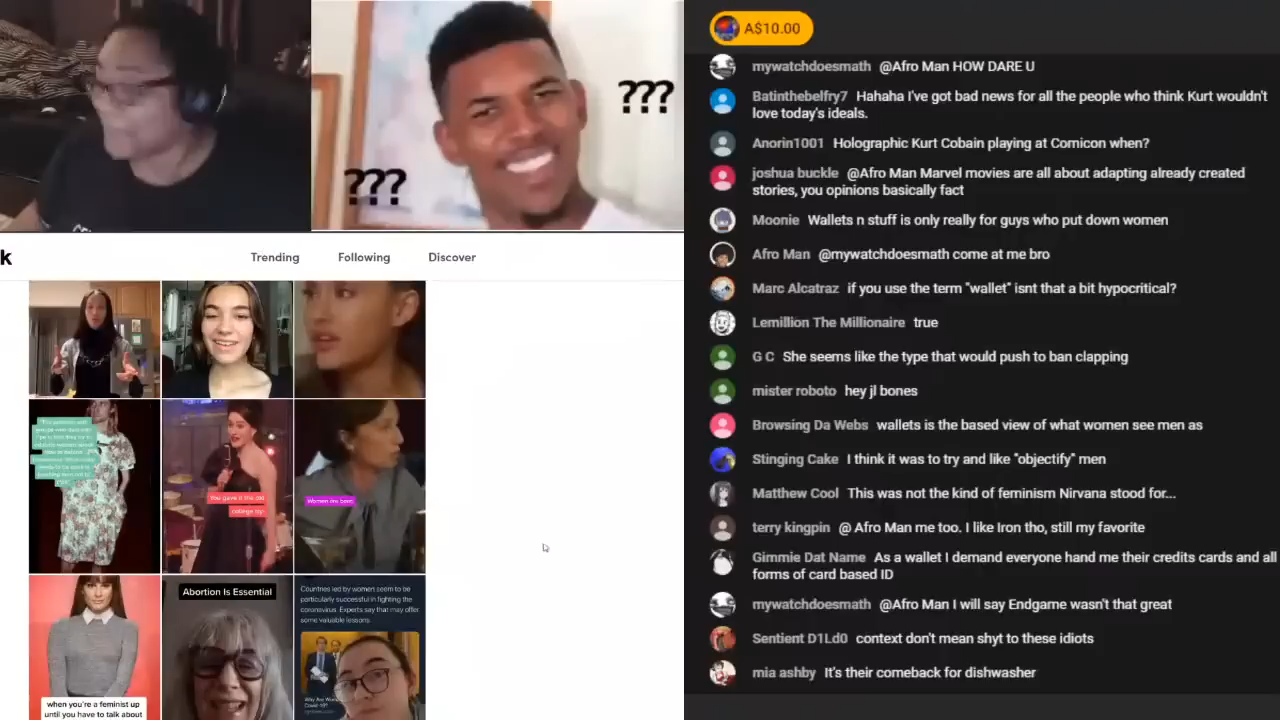 ???
???
k
Trending
Following
Discover
You gave it the old
college try-
Women ons been
Abortion Is Essential
Countries led by women seem to be
particularly successful in fighting the
coronavirus. Experts say that may offer
some valuable lessons.
when you're a feminist up
until you have to talk about
A$10.00
mywatchdoesmath @Afro Man HOW DARE U
Batinthebelfry7 Hahaha I've got bad news for all the people who think Kurt wouldn't
love today's ideals.
Anorin1001 Holographic Kurt Cobain playing at Comicon when?
joshua buckle @Afro Man Marvel movies are all about adapting already created
stories, you opinions basically fact
Moonie Wallets n stuff is only really for guys who put down women
Afro Man @mywatchdoesmath come at me bro
Marc Alcatraz if you use the term "wallet" isnt that a bit hypocritical?
Lemillion The Millionaire true
G C She seems like the type that would push to ban clapping
mister roboto hey jl bones
Browsing Da Webs wallets is the based view of what women see men as
Stinging Cake I think it was to try and like "objectify" men
Matthew Cool This was not the kind of feminism Nirvana stood for...
terry kingpin @ Afro Man me too. I like Iron tho, still my favorite
Gimmie Dat Name As a wallet I demand everyone hand me their credits cards and all
forms of card based ID
mywatchdoesmath @Afro Man I will say Endgame wasn't that great
Sentient D1Ld0 context don't mean shyt to these idiots
mia ashby It's their comeback for dishwasher